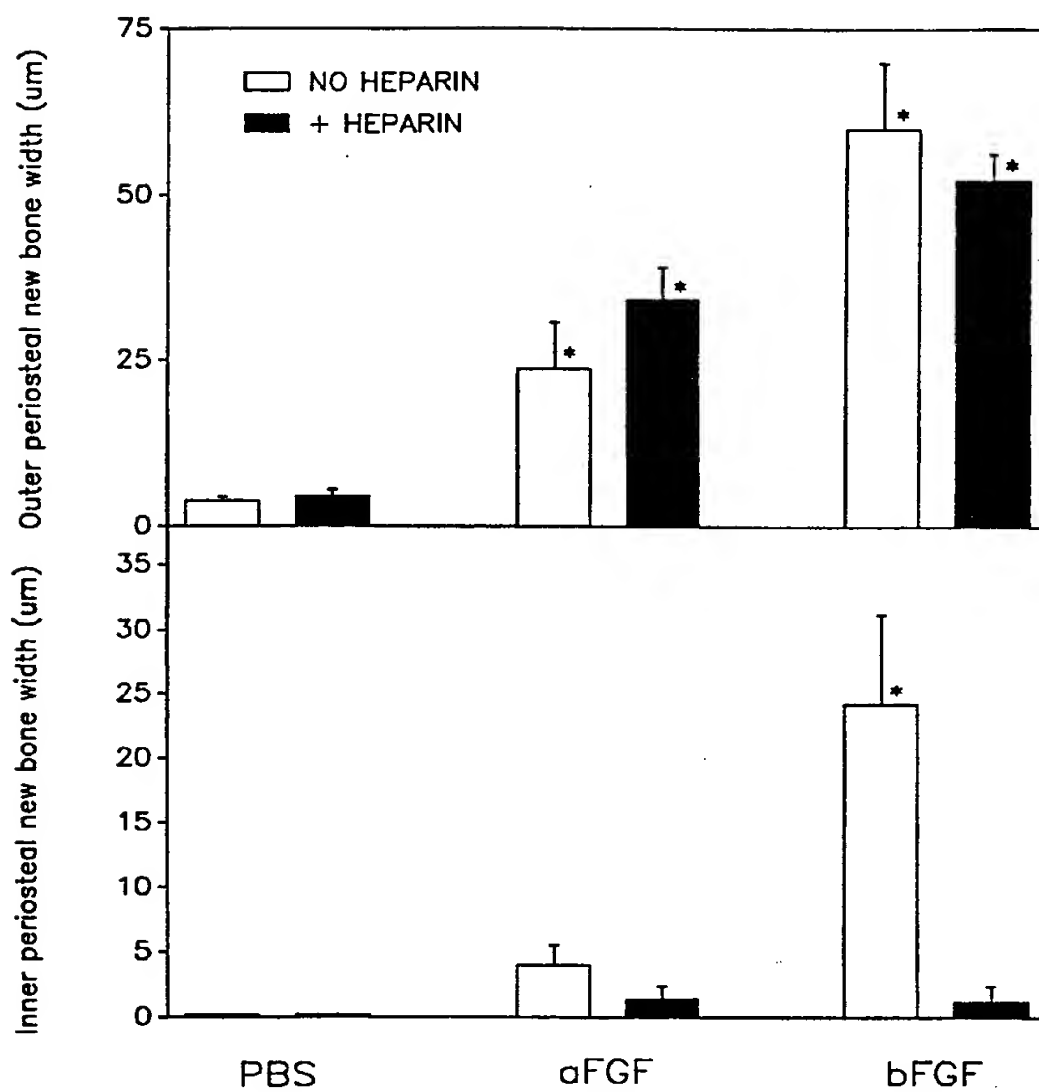 Outer periosteal new bone width (um)
75
50
25
0
NO HEPARIN
+ HEPARIN
*
*
*
*
Inner periosteal new bone width (um)
35
30
25
20
15
10
5
0
*
PBS
aFGF
bFGF